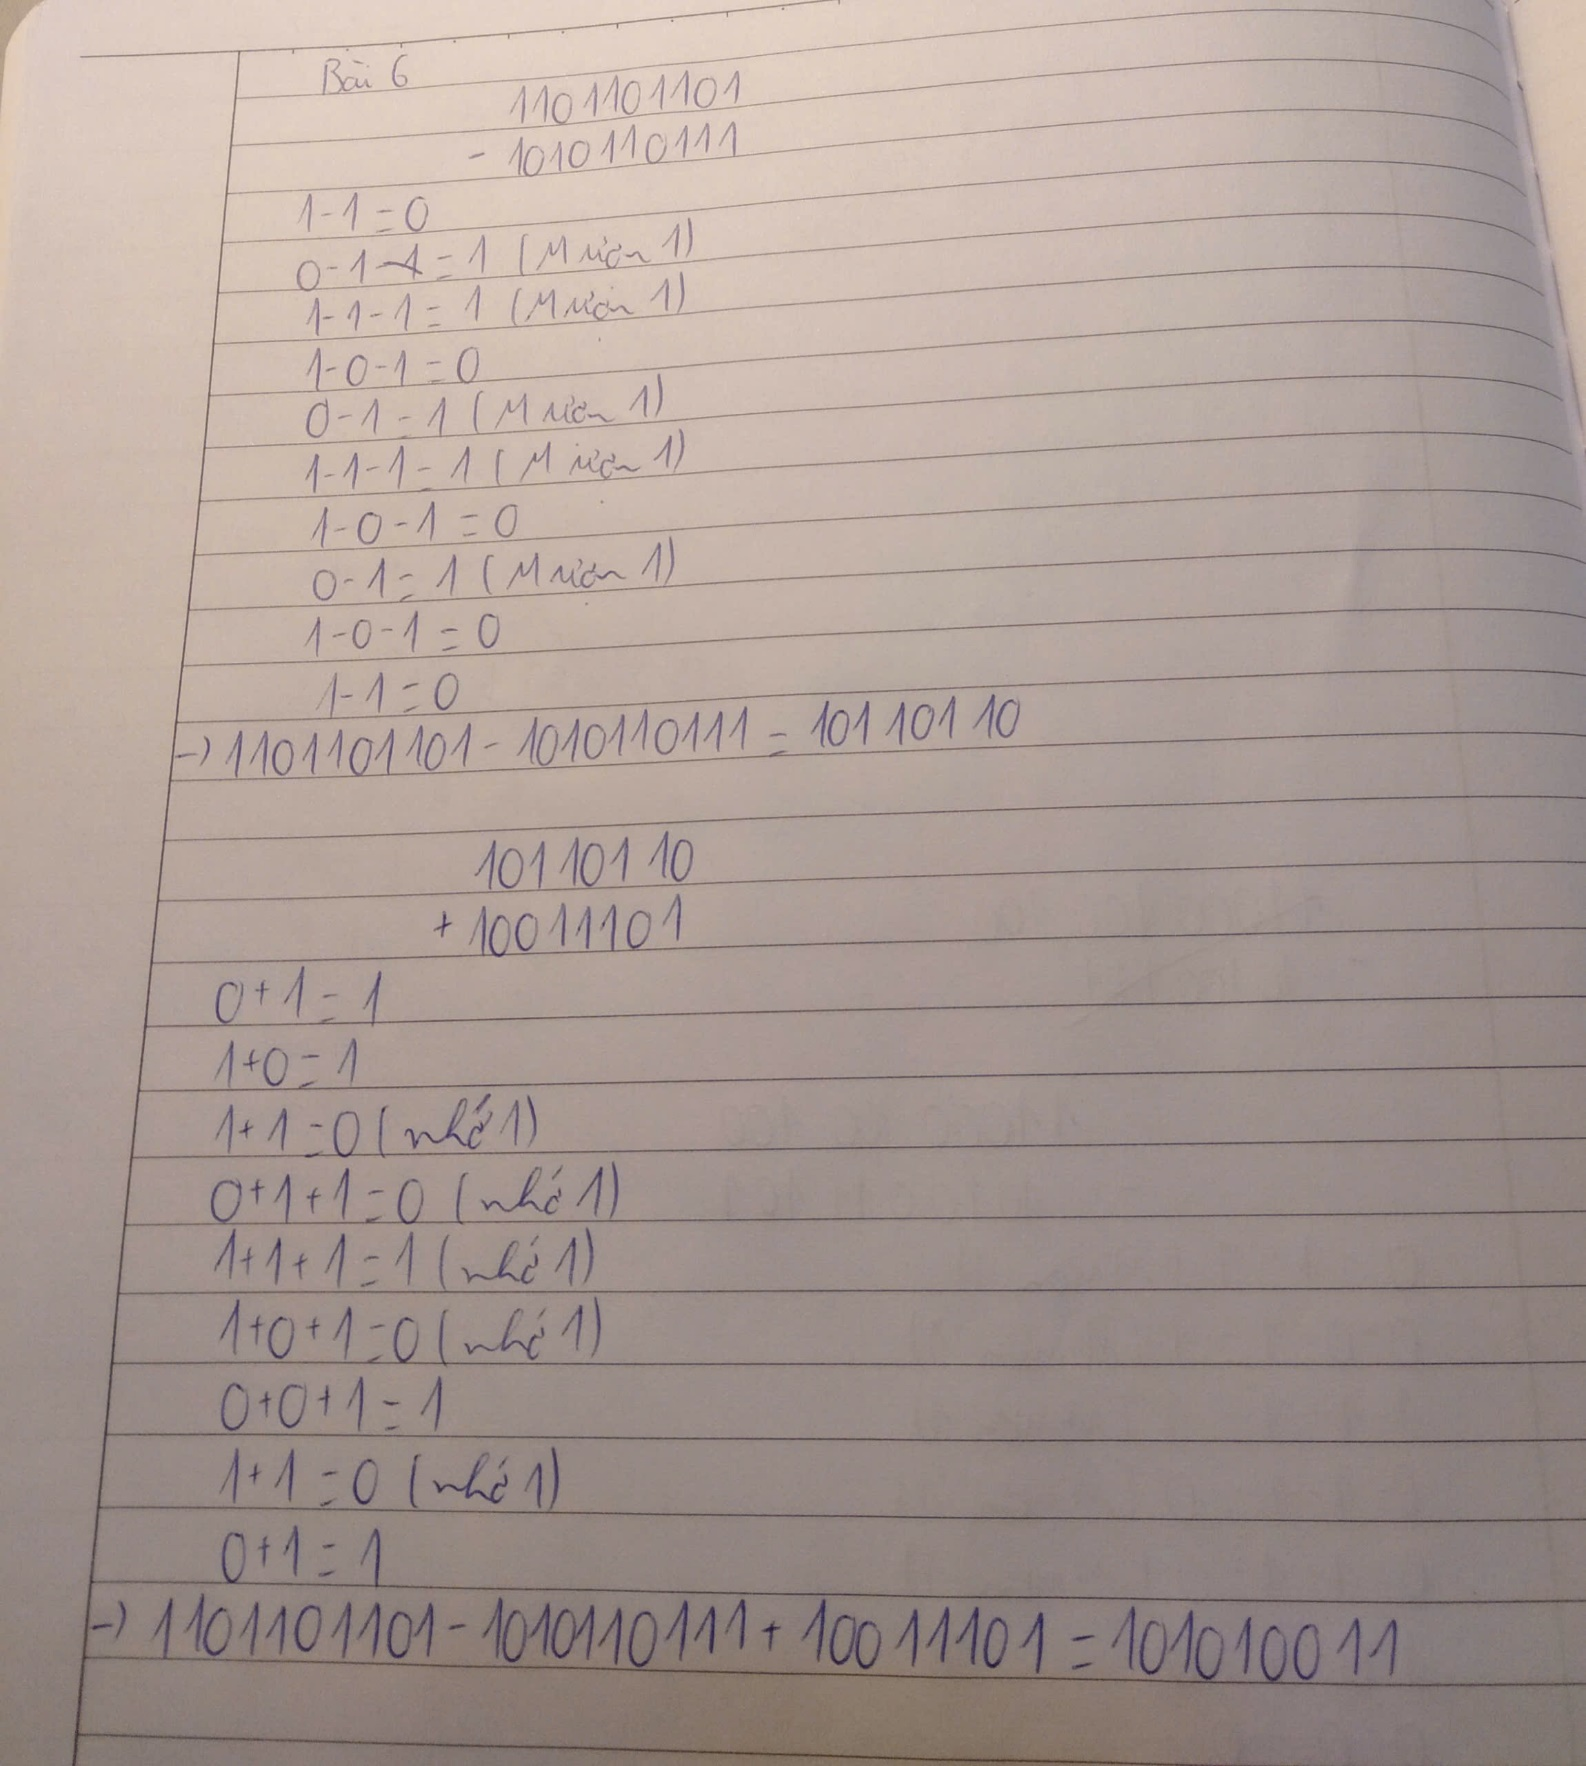 Bài 6
1101101101
- 1010110111
1-1=0
0-1=1 (Mượn 1)
1-1-1=1 (Mượn 1)
1-0-1=0
0-1=1 (Mượn 1)
1-1-1=1 (Mượn 1)
1-0-1=0
0-1=1 (Mượn 1)
1-0-1=0
1-1=0
→ 1101101101 - 1010110111 = 10110110
10110110
+ 10011101
0+1=1
1+0=1
1+1=0 (nhớ 1)
0+1+1=0 (nhớ 1)
1+1+1=1 (nhớ 1)
1+0+1=0 (nhớ 1)
0+0+1=1
1+1=0 (nhớ 1)
0+1=1
→ 1101101101 - 1010110111 + 10011101 = 101010011